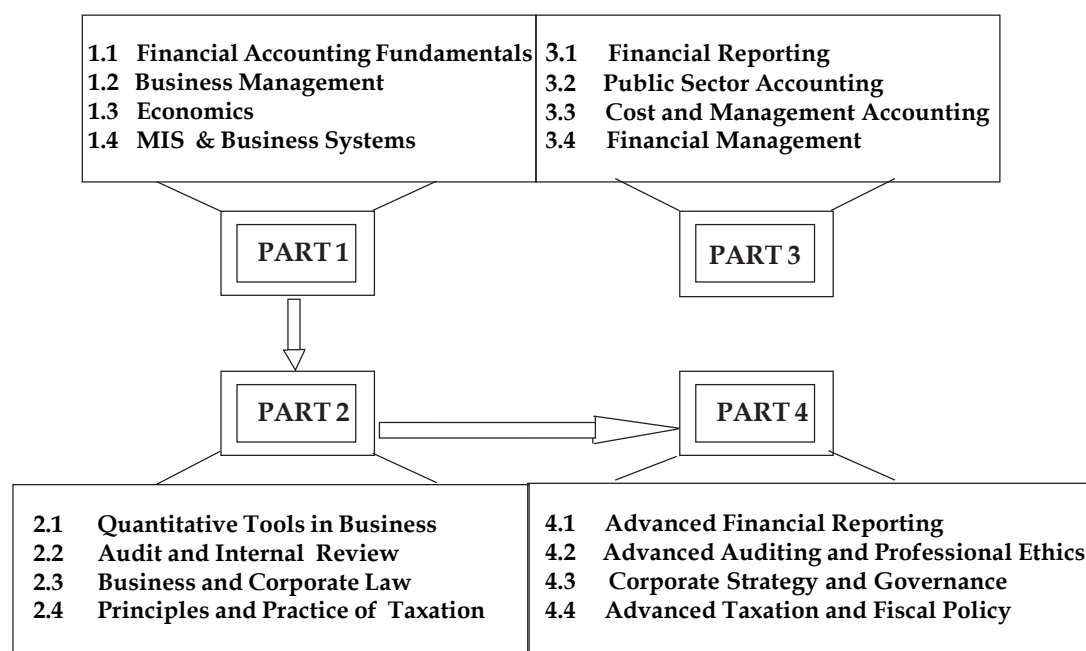 1.1 Financial Accounting Fundamentals
1.2 Business Management
1.3 Economics
1.4 MIS & Business Systems
3.1 Financial Reporting
3.2 Public Sector Accounting
3.3 Cost and Management Accounting
3.4 Financial Management
PART 1
PART 3
PART 2
PART 4
2.1 Quantitative Tools in Business
2.2 Audit and Internal Review
2.3 Business and Corporate Law
2.4 Principles and Practice of Taxation
4.1 Advanced Financial Reporting
4.2 Advanced Auditing and Professional Ethics
4.3 Corporate Strategy and Governance
4.4 Advanced Taxation and Fiscal Policy